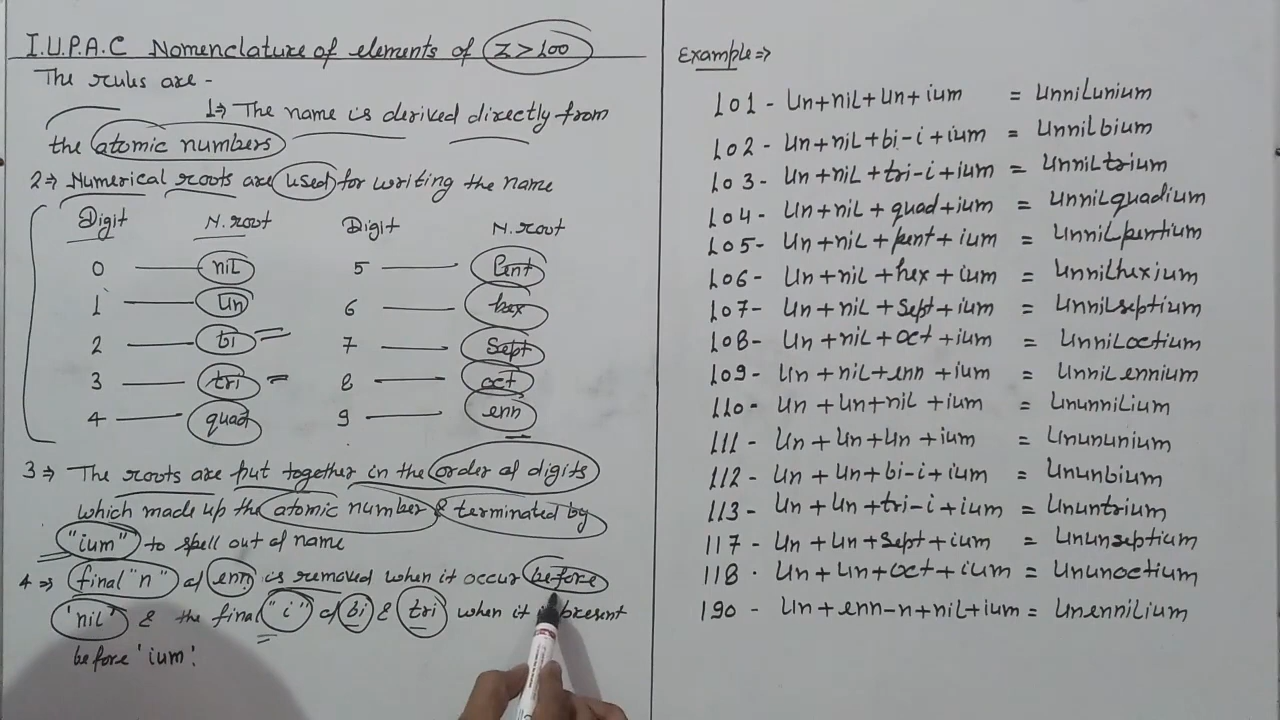 I.U.P.A.C Nomenclature of elements of Z>100
The rules are -
1⇒ The name is derived directly from
the atomic numbers
2⇒ Numerical roots are used for writing the name
Digit N.root Digit N.root
0 — nil 5 — Pent
1 — un 6 — hex
2 — bi 7 — Sept
3 — tri 8 — oct
4 — quad 9 — enn
3⇒ The roots are put together in the order of digits
which made up the atomic number & terminated by
"ium" to spell out of name
4⇒ final "n" of enn is removed when it occur before
'nil' & the final "i" of bi & tri when it present
before 'ium'.
Example⇒
101 - Un+nil+un+ium = Unnilunium
102 - Un+nil+bi-i+ium = Unnilbium
103 - Un+nil+tri-i+ium = Unniltrium
104 - Un+nil+quad+ium = Unnilquadium
105 - Un+nil+pent+ium = Unnilpentium
106 - Un+nil+hex+ium = Unnilhexium
107 - Un+nil+Sept+ium = Unnilseptium
108 - Un+nil+oct+ium = Unniloctium
109 - Un+nil+enn+ium = Unnilennium
110 - Un+un+nil+ium = Ununnilium
111 - Un+Un+Un+ium = Unununium
112 - Un+Un+bi-i+ium = Ununbium
113 - Un+Un+tri-i+ium = Ununtrium
117 - Un+Un+Sept+ium = Ununseptium
118 - Un+Un+oct+ium = Ununoctium
190 - Un+enn-n+nil+ium = Unennilium